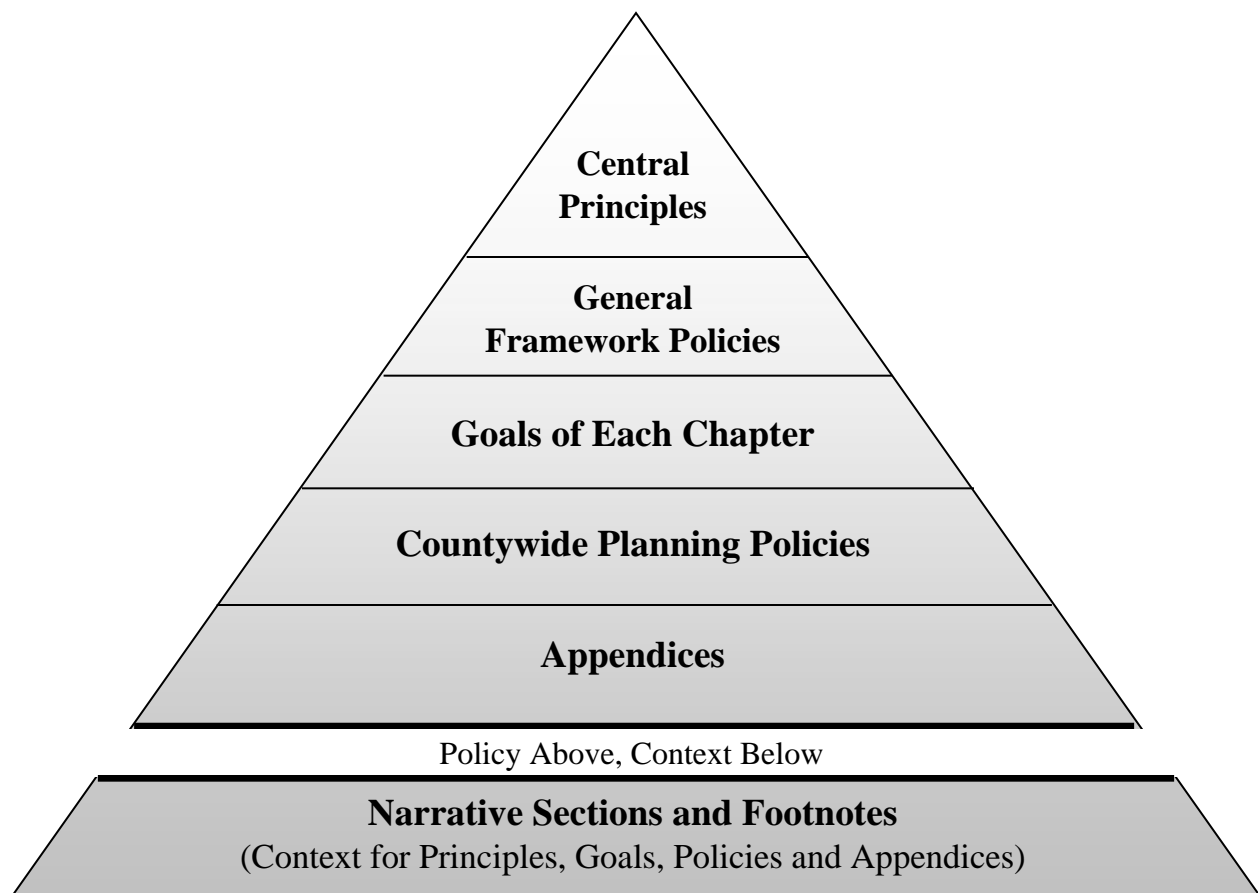 Central
Principles
General
Framework Policies
Goals of Each Chapter
Countywide Planning Policies
Appendices
Policy Above, Context Below
Narrative Sections and Footnotes
(Context for Principles, Goals, Policies and Appendices)